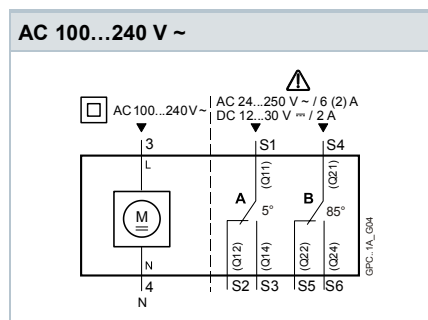 AC 100...240 V ~
AC 100...240V~
AC 24...250 V ~ / 6 (2) A
DC 12...30 V ⎓ / 2 A
3
S1
S4
L
(Q11)
(Q21)
A
5°
B
85°
M
N
(Q12)
(Q14)
(Q22)
(Q24)
4
S2
S3
S5
S6
N
GPC..1A_G04